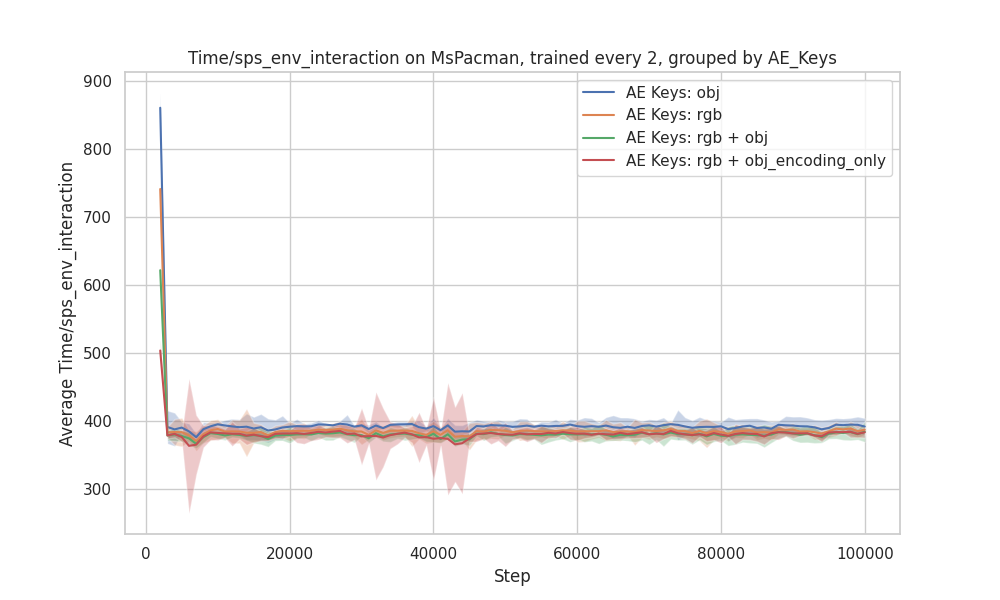 Time/sps_env_interaction on MsPacman, trained every 2, grouped by AE_Keys
900
800
700
600
500
400
300
Average Time/sps_env_interaction
AE Keys: obj
AE Keys: rgb
AE Keys: rgb + obj
AE Keys: rgb + obj_encoding_only
0
20000
40000
60000
80000
100000
Step